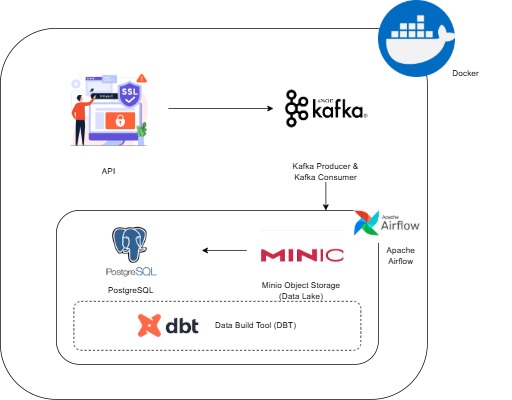 Docker
SSL
APACHE
kafka®
API
Kafka Producer &
Kafka Consumer
Apache
Airflow
Apache
Airflow
PostgreSQL
MINIO
PostgreSQL
Minio Object Storage
(Data Lake)
dbt
Data Build Tool (DBT)